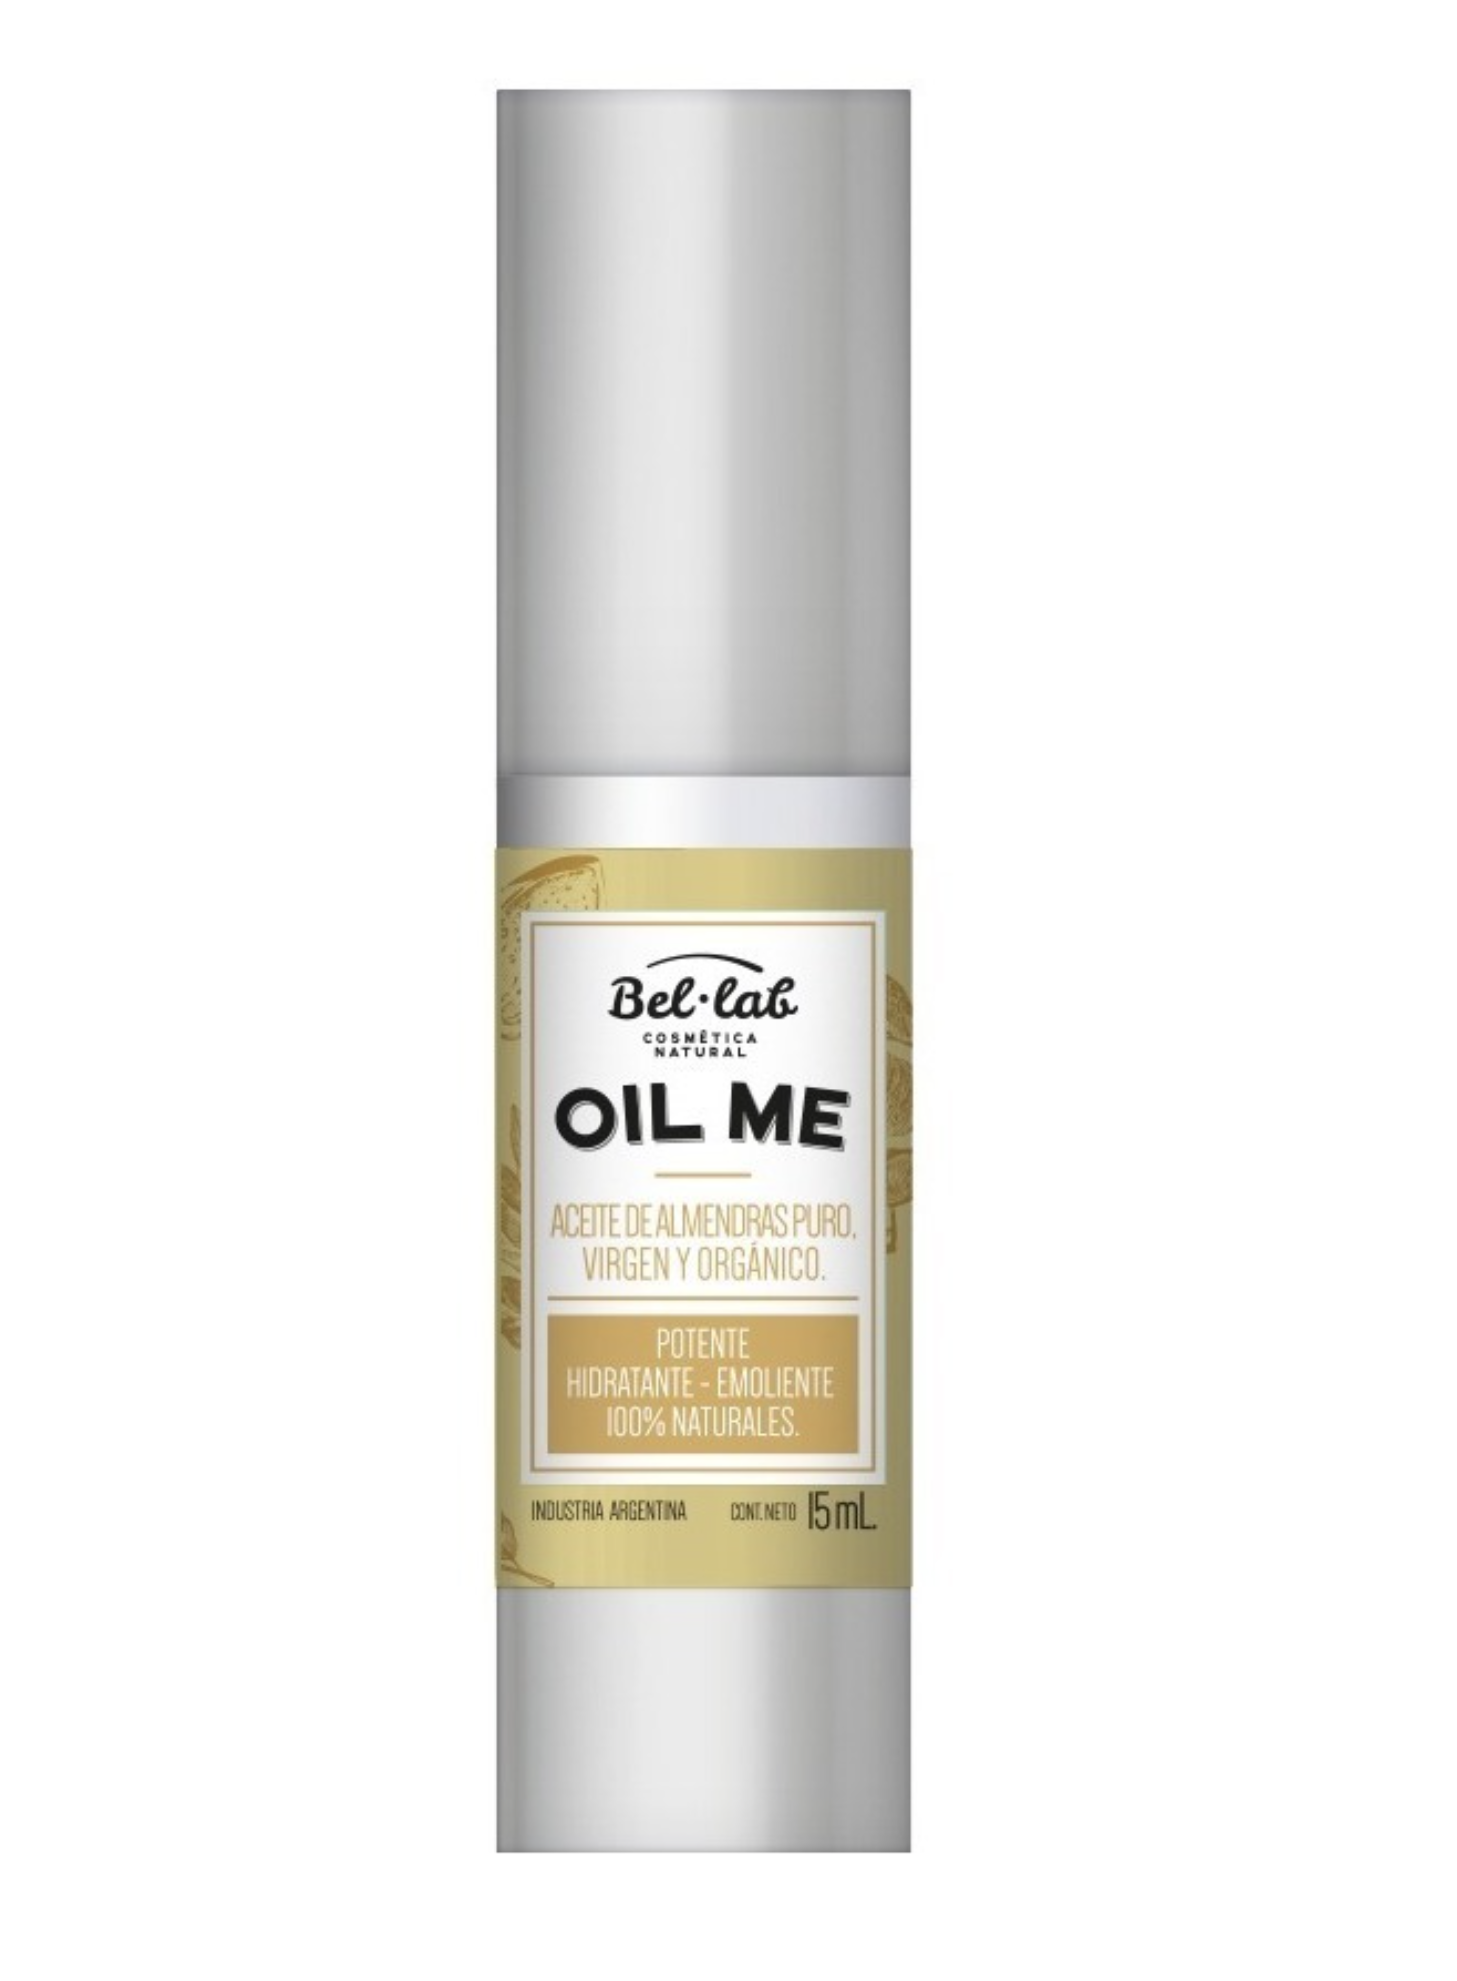 Bel·lab
COSMÉTICA
NATURAL
OIL ME
ACEITE DE ALMENDRAS PURO,
VIRGEN Y ORGÁNICO.
POTENTE
HIDRATANTE - EMOLIENTE
100% NATURALES.
INDUSTRIA ARGENTINA CONT. NETO 15 mL.